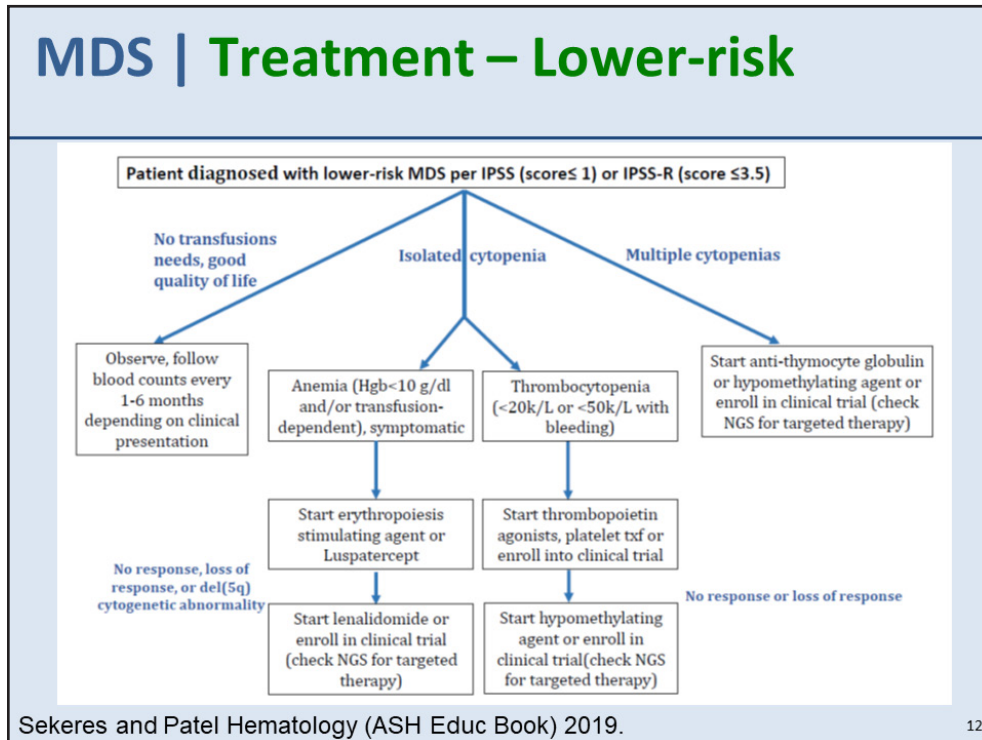 MDS | Treatment – Lower-risk
Patient diagnosed with lower-risk MDS per IPSS (score≤ 1) or IPSS-R (score ≤3.5)
No transfusions
needs, good
quality of life
Isolated cytopenia
Multiple cytopenias
Observe, follow
blood counts every
1-6 months
depending on clinical
presentation
Anemia (Hgb<10 g/dl
and/or transfusion-
dependent), symptomatic
Thrombocytopenia
(<20k/L or <50k/L with
bleeding)
Start anti-thymocyte globulin
or hypomethylating agent or
enroll in clinical trial (check
NGS for targeted therapy)
Start erythropoiesis
stimulating agent or
Luspatercept
Start thrombopoietin
agonists, platelet txf or
enroll into clinical trial
No response, loss of
response, or del(5q)
cytogenetic abnormality
No response or loss of response
Start lenalidomide or
enroll in clinical trial
(check NGS for targeted
therapy)
Start hypomethylating
agent or enroll in
clinical trial(check NGS
for targeted therapy)
Sekeres and Patel Hematology (ASH Educ Book) 2019.
12